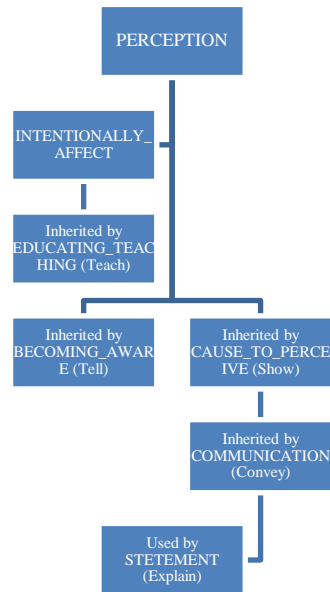 PERCEPTION
INTENTIONALLY_
AFFECT
Inherited by
EDUCATING_TEAC
HING (Teach)
Inherited by
BECOMING_AWAR
E (Tell)
Inherited by
CAUSE_TO_PERCE
IVE (Show)
Inherited by
COMMUNICATION
(Convey)
Used by
STETEMENT
(Explain)